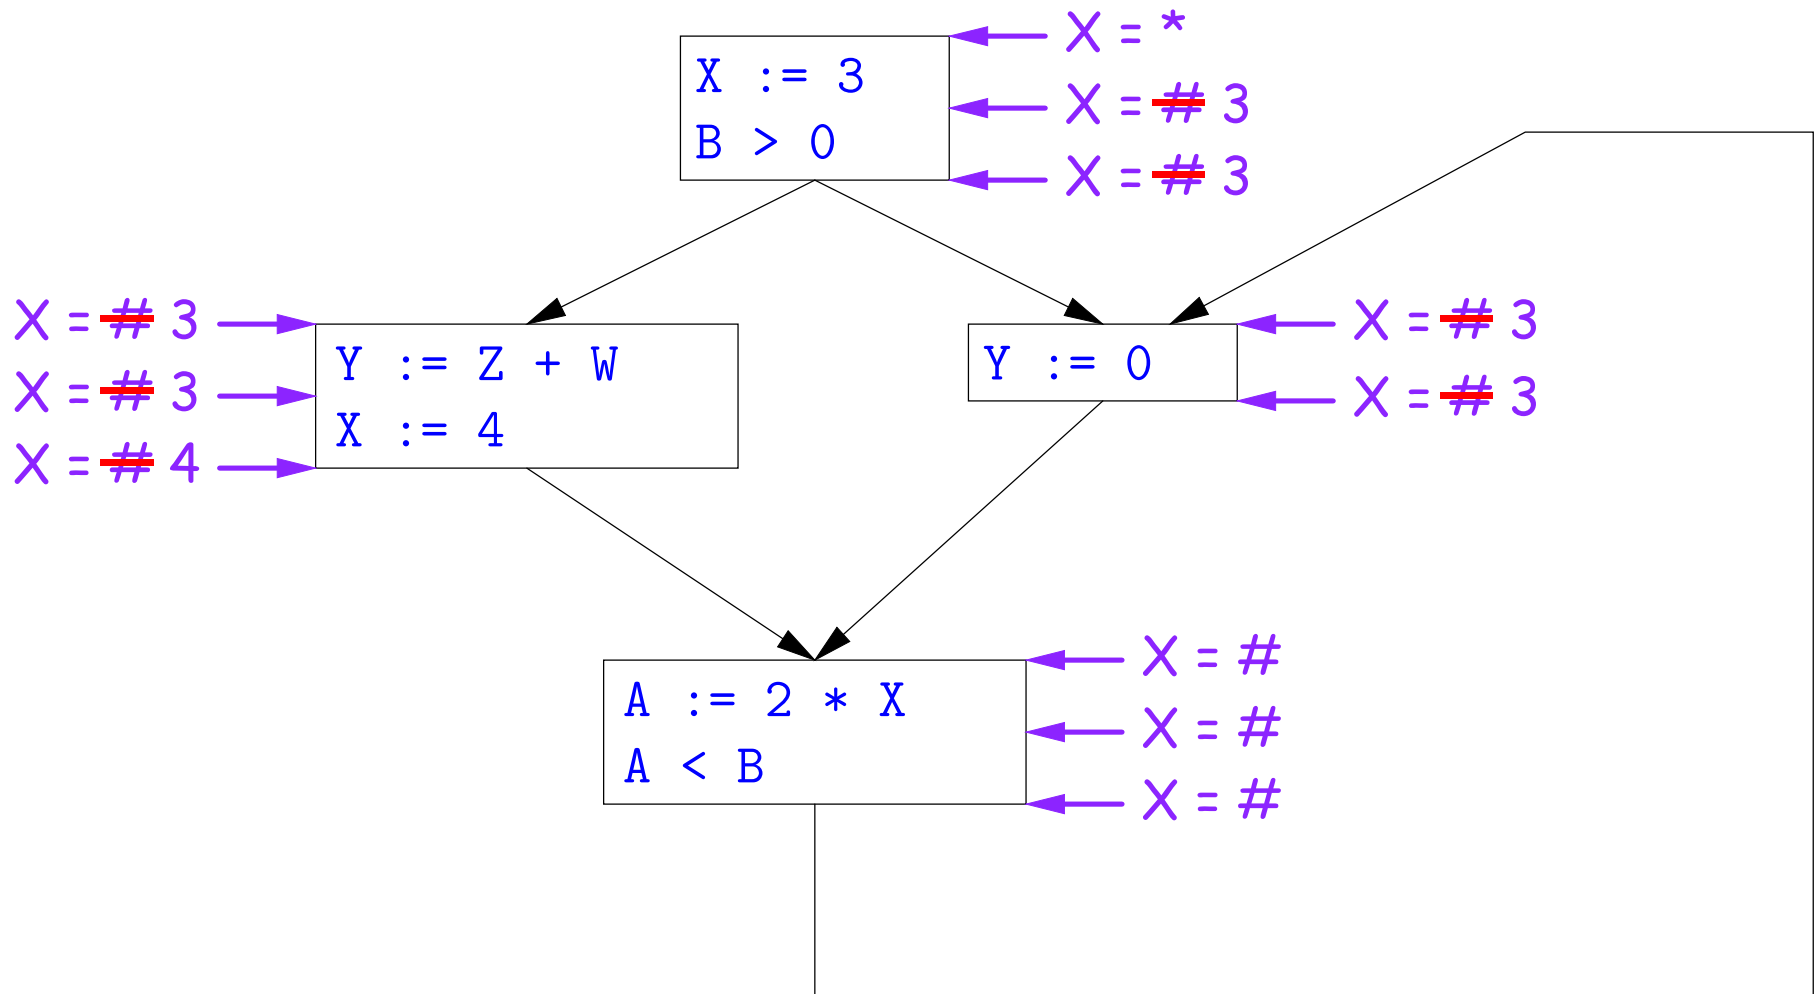 X = *
X := 3
X = # 3
B > 0
X = # 3
X = # 3
Y := Z + W
X = # 3
X := 4
X = # 4
X = # 3
Y := 0
X = # 3
X = #
A := 2 * X
X = #
A < B
X = #